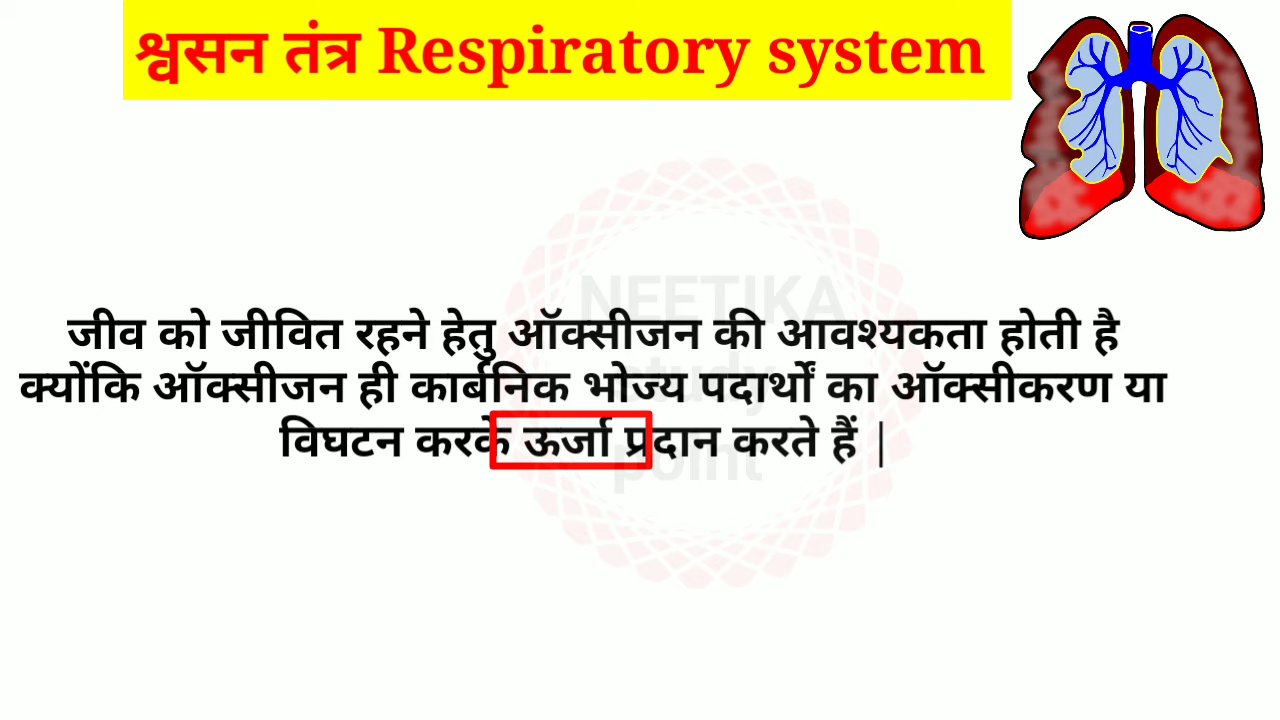 श्वसन तंत्र Respiratory system
NEETIKA
study
point
जीव को जीवित रहने हेतु ऑक्सीजन की आवश्यकता होती है
क्योंकि ऑक्सीजन ही कार्बनिक भोज्य पदार्थों का ऑक्सीकरण या
विघटन करके ऊर्जा प्रदान करते हैं |